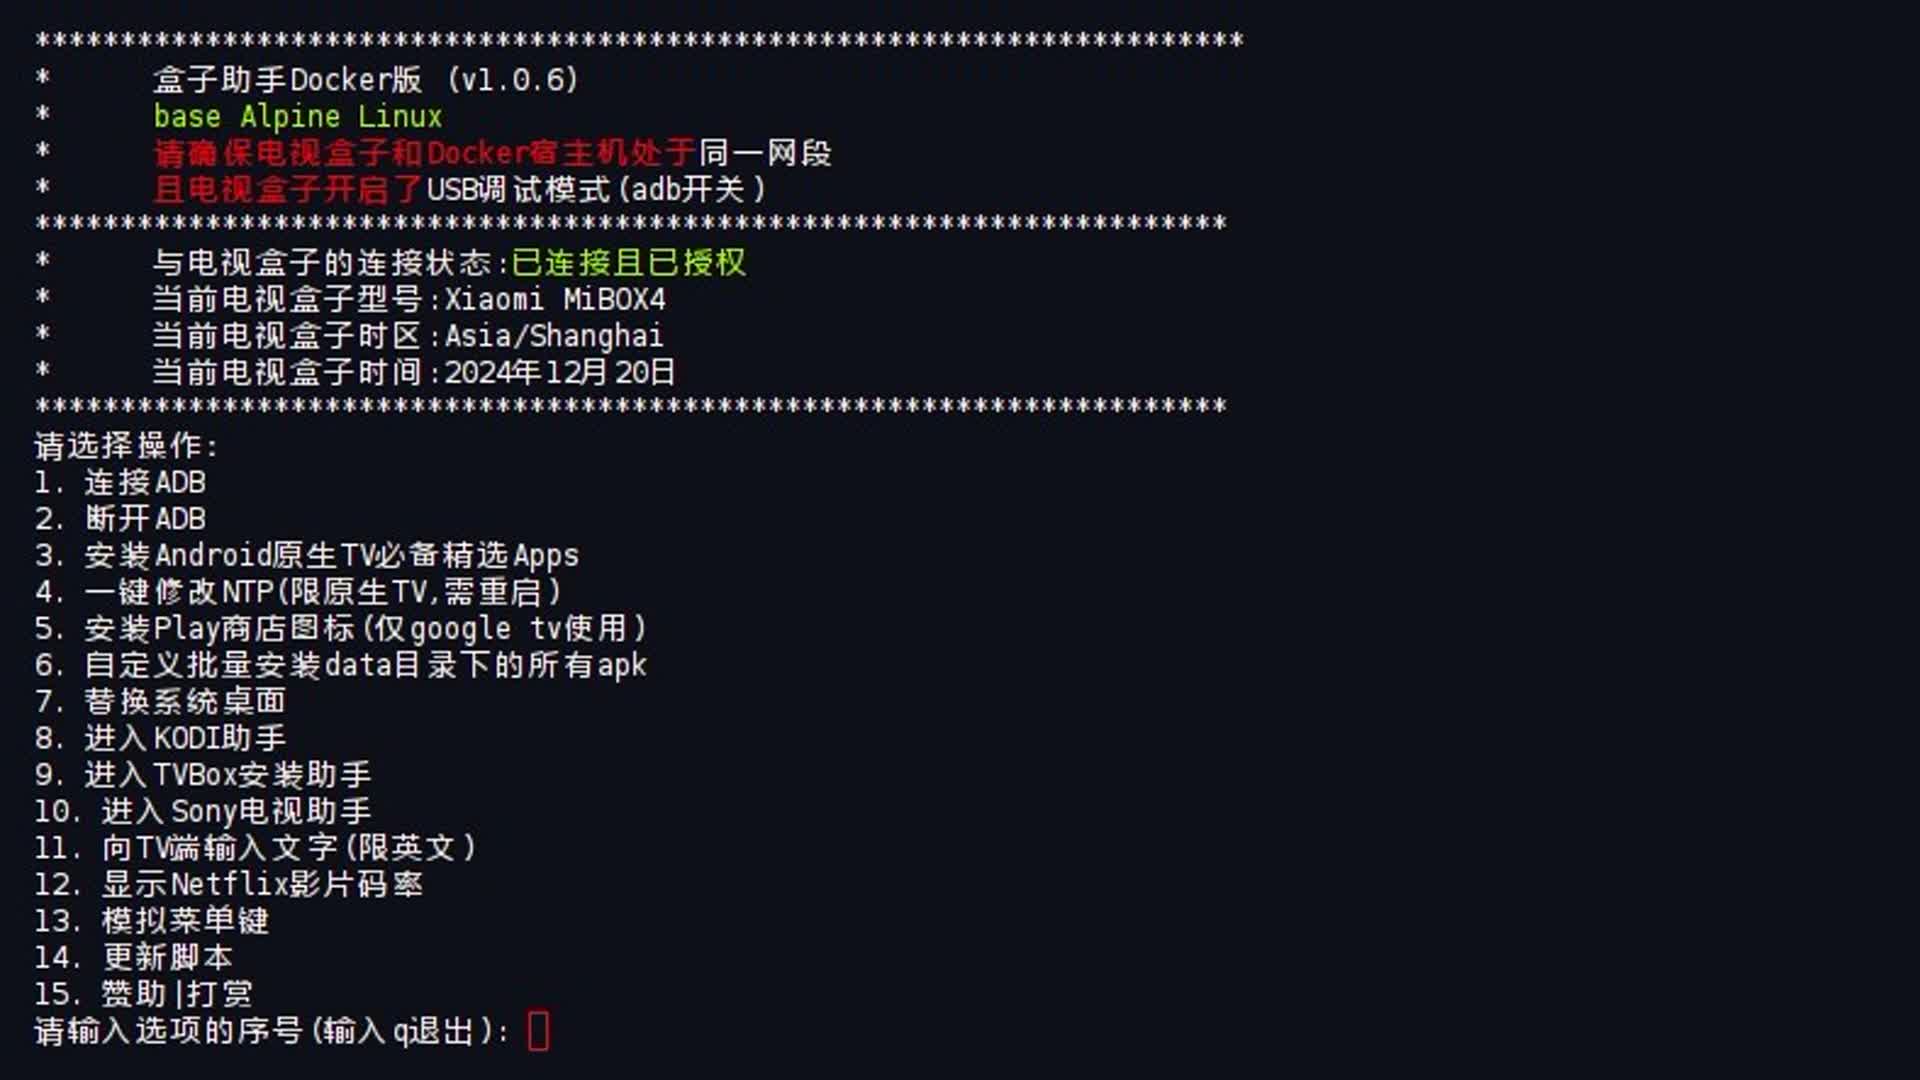 ***********************************************************************
*      盒子助手Docker版 (v1.0.6)
*      base Alpine Linux
*      请确保电视盒子和Docker宿主机处于同一网段
*      且电视盒子开启了USB调试模式(adb开关)
**********************************************************************
*      与电视盒子的连接状态:已连接且已授权
*      当前电视盒子型号:Xiaomi MiBOX4
*      当前电视盒子时区:Asia/Shanghai
*      当前电视盒子时间:2024年12月20日
**********************************************************************
请选择操作:
1. 连接ADB
2. 断开ADB
3. 安装Android原生TV必备精选Apps
4. 一键修改NTP(限原生TV,需重启)
5. 安装Play商店图标(仅google tv使用)
6. 自定义批量安装data目录下的所有apk
7. 替换系统桌面
8. 进入KODI助手
9. 进入TVBox安装助手
10. 进入Sony电视助手
11. 向TV端输入文字(限英文)
12. 显示Netflix影片码率
13. 模拟菜单键
14. 更新脚本
15. 赞助|打赏
请输入选项的序号(输入q退出):